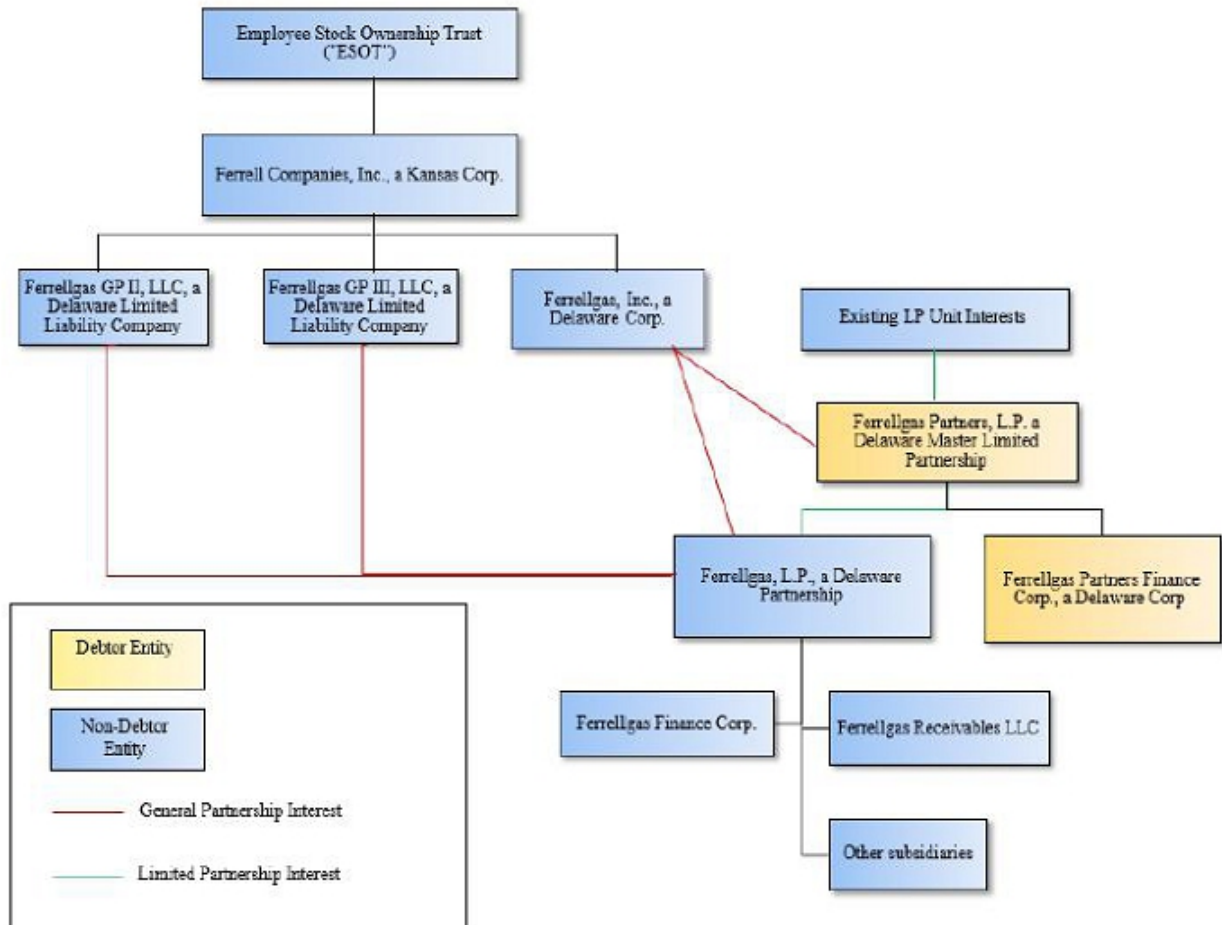 Employee Stock Ownership Trust
("ESOT")
Ferrell Companies, Inc., a Kansas Corp.
Ferrellgas GP II, LLC, a
Delaware Limited
Liability Company
Ferrellgas GP III, LLC, a
Delaware Limited
Liability Company
Ferrellgas, Inc., a
Delaware Corp.
Existing LP Unit Interests
Ferrellgas Partners, L.P. a
Delaware Master Limited
Partnership
Ferrellgas, L.P., a Delaware
Partnership
Ferrellgas Partners Finance
Corp., a Delaware Corp
Ferrellgas Finance Corp.
Ferrellgas Receivables LLC
Other subsidiaries
Debtor Entity
Non-Debtor
Entity
General Partnership Interest
Limited Partnership Interest